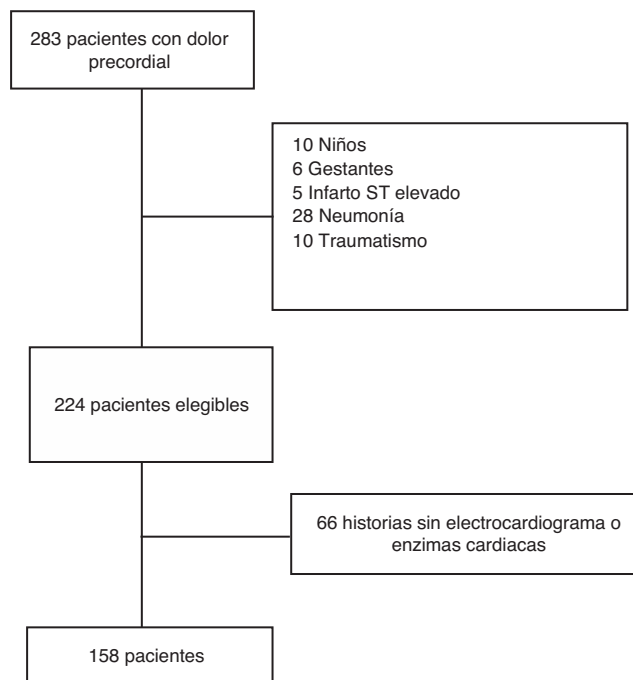 283 pacientes con dolor
precordial
10 Niños
6 Gestantes
5 Infarto ST elevado
28 Neumonía
10 Traumatismo
224 pacientes elegibles
66 historias sin electrocardiograma o
enzimas cardiacas
158 pacientes